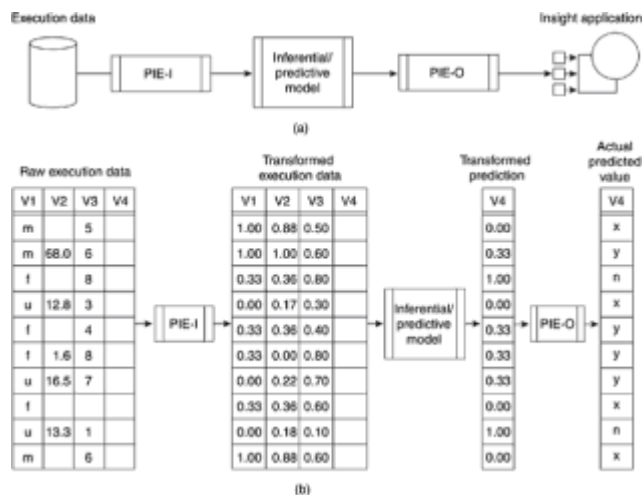 Execution data
Insight application
PIE-I
Inferential/
predictive
model
PIE-O
(a)
Raw execution data
Transformed
execution data
Transformed
prediction
Actual
predicted
value
V1 V2 V3 V4
V1 V2 V3 V4
V4
V4
m 5
1.00 0.88 0.50
0.00
x
m 68.0 6
1.00 1.00 0.60
0.33
y
f 8
0.33 0.36 0.80
1.00
n
u 12.8 3
0.00 0.17 0.30
0.00
x
f 4
0.33 0.36 0.40
0.33
y
f 1.6 8
0.33 0.00 0.80
0.33
y
u 16.5 7
0.00 0.22 0.70
0.33
y
f
0.33 0.36 0.60
0.00
x
u 13.3 1
0.00 0.18 0.10
1.00
n
m 6
1.00 0.88 0.60
0.00
x
PIE-I
Inferential/
predictive
model
PIE-O
(b)